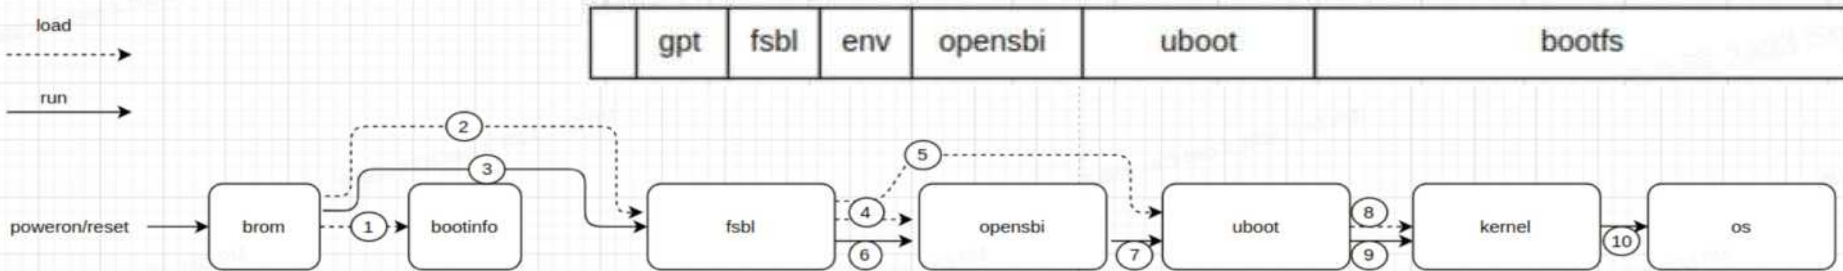 load
run
gpt fsbl env opensbi uboot bootfs
2
3
5
poweron/reset brom 1 bootinfo fsbl 4 opensbi uboot 8 kernel os
6 7 9 10